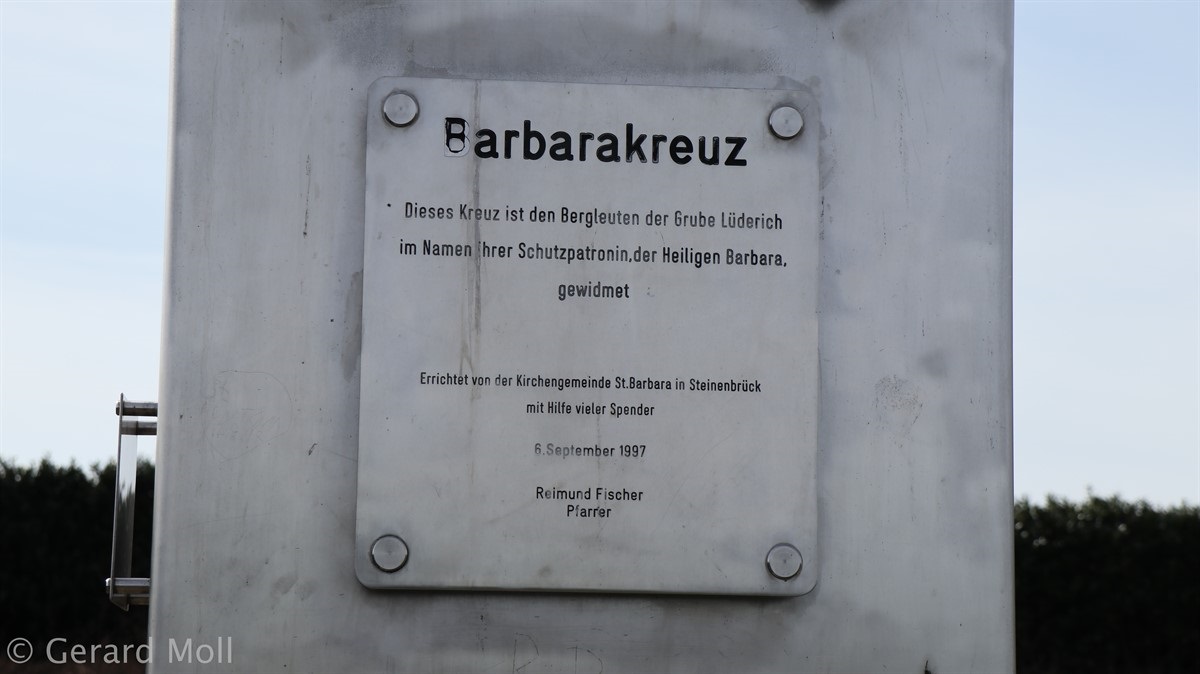 Barbarakreuz
Dieses Kreuz ist den Bergleuten der Grube Lüderich
im Namen ihrer Schutzpatronin,der Heiligen Barbara,
gewidmet
Errichtet von der Kirchengemeinde St.Barbara in Steinenbrück
mit Hilfe vieler Spender
6.September 1997
Reimund Fischer
Pfarrer
© Gerard Moll